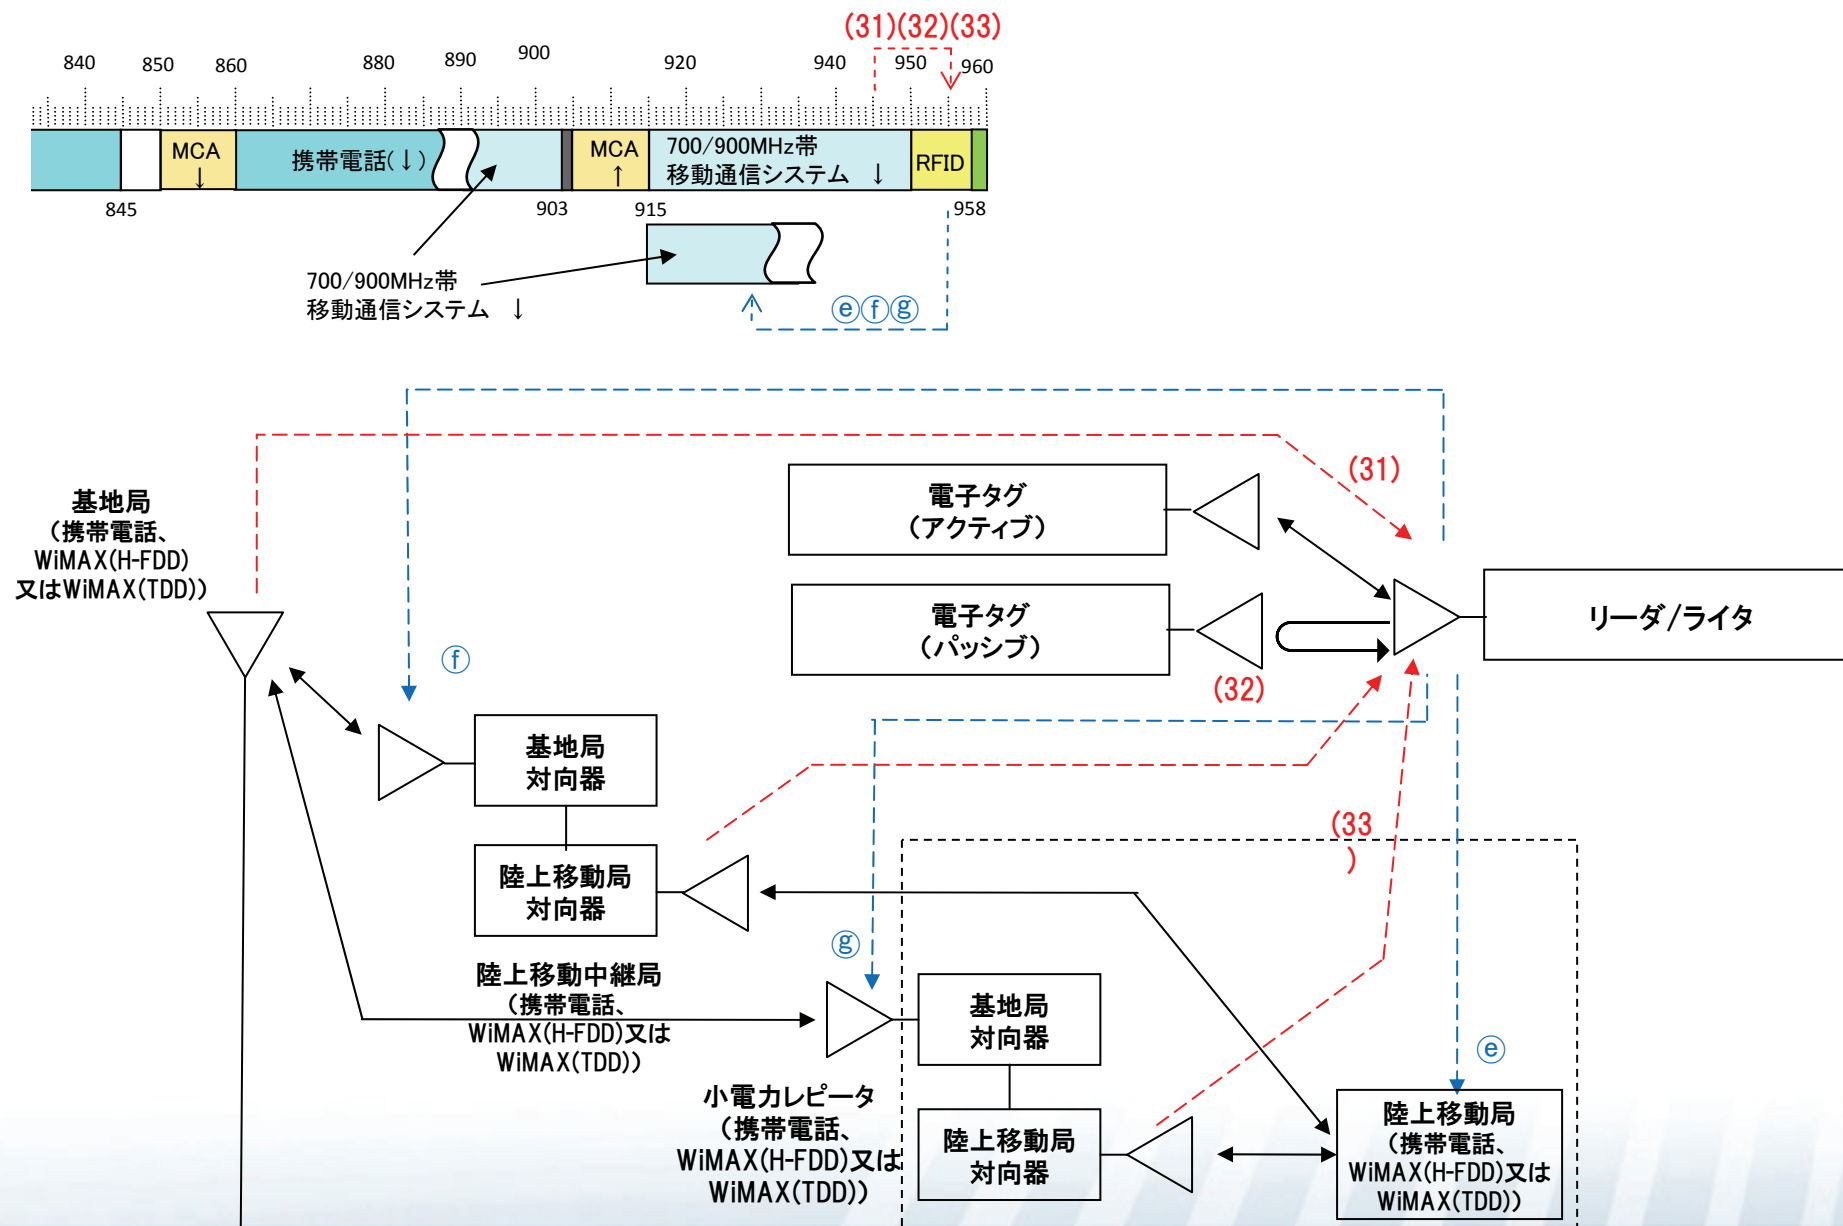 (31)(32)(33)
840 850 860 880 890 900 920 940 950 960
MCA
↓
携帯電話(↓)
MCA
↑
700/900MHz帯
移動通信システム ↓
RFID
845 903 915 958
700/900MHz帯
移動通信システム ↓
ⓔⓕⓖ
(31)
基地局
(携帯電話、
WiMAX(H-FDD)
又はWiMAX(TDD))
電子タグ
(アクティブ)
電子タグ
(パッシブ)
リーダ/ライタ
ⓕ
(32)
基地局
対向器
陸上移動局
対向器
(33
)
ⓖ
陸上移動中継局
(携帯電話、
WiMAX(H-FDD)又は
WiMAX(TDD))
基地局
対向器
ⓔ
小電力レピータ
(携帯電話、
WiMAX(H-FDD)又は
WiMAX(TDD))
陸上移動局
対向器
陸上移動局
(携帯電話、
WiMAX(H-FDD)又は
WiMAX(TDD))